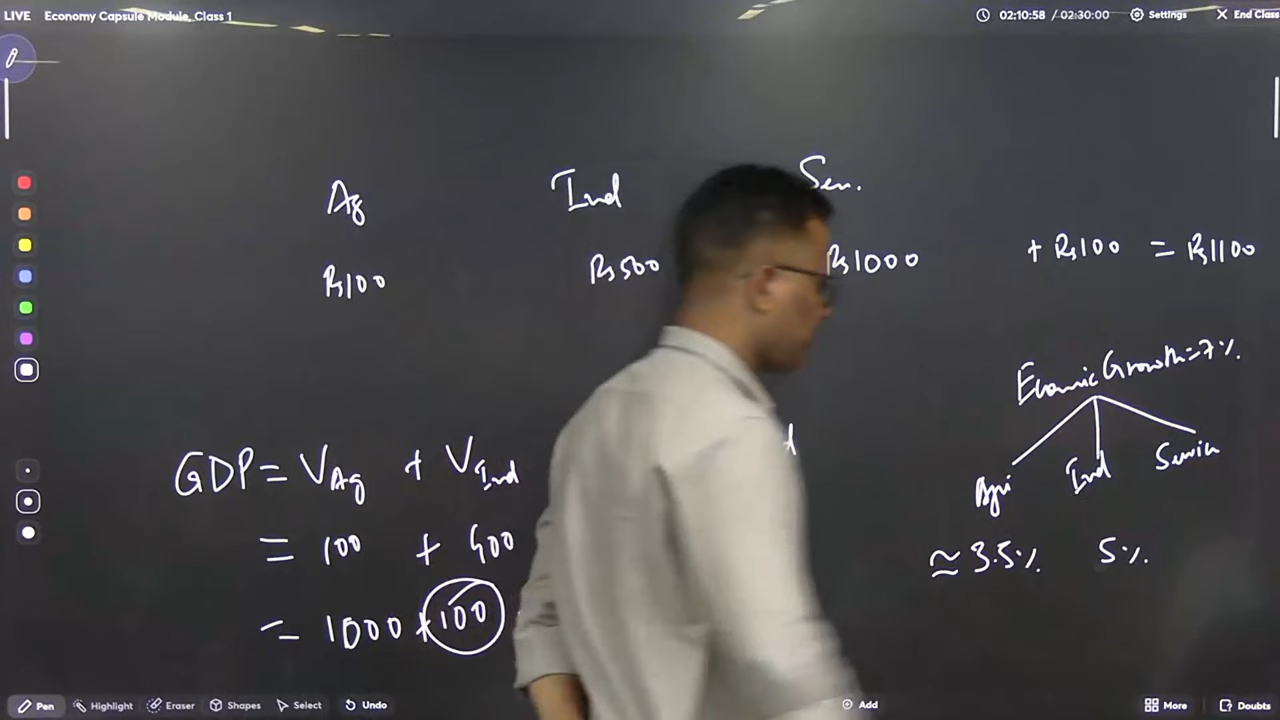 LIVE Economy Capsule Module, Class 1 02:10:58 / 02:30:00 Settings End Class
Ag Ind Ser.
Rs100 Rs500 Rs1000 + Rs100 = Rs1100
Economic Growth = 7%
Agri Ind Service
≈ 3.5% 5%
GDP = VAg + VInd
= 100 + 400
= 1000 + 100
Pen Highlight Eraser Shapes Select Undo Add More Doubts